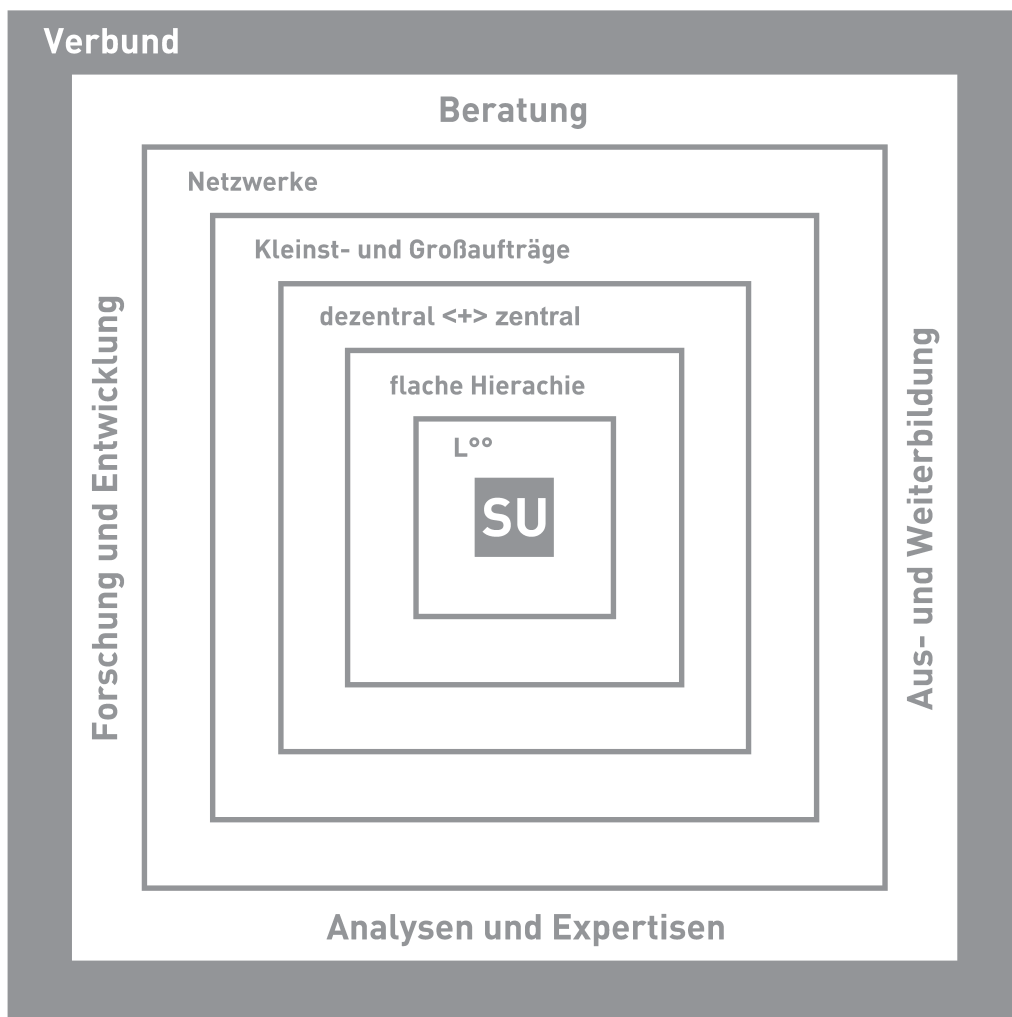 Verbund
Beratung
Netzwerke
Kleinst- und Großaufträge
dezentral <+> zentral
flache Hierachie
L°°
SU
Forschung und Entwicklung
Aus- und Weiterbildung
Analysen und Expertisen